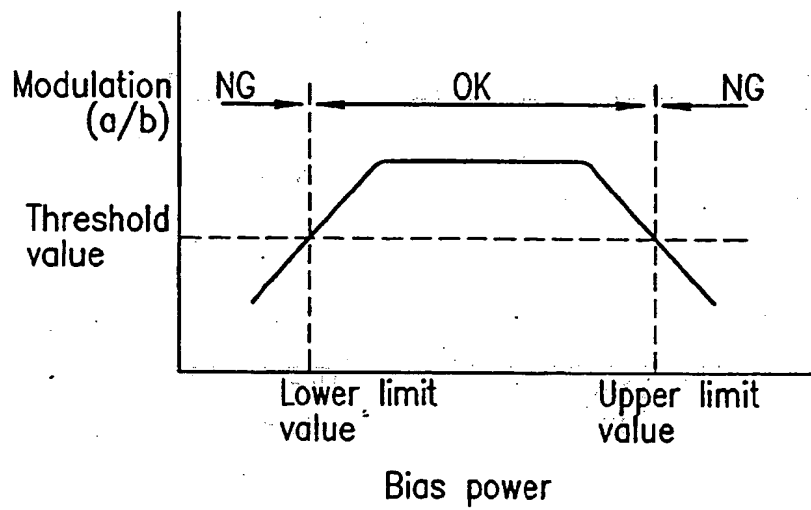 Modulation
(a/b)
NG
OK
NG
Threshold
value
Lower limit
value
Upper limit
value
Bias power